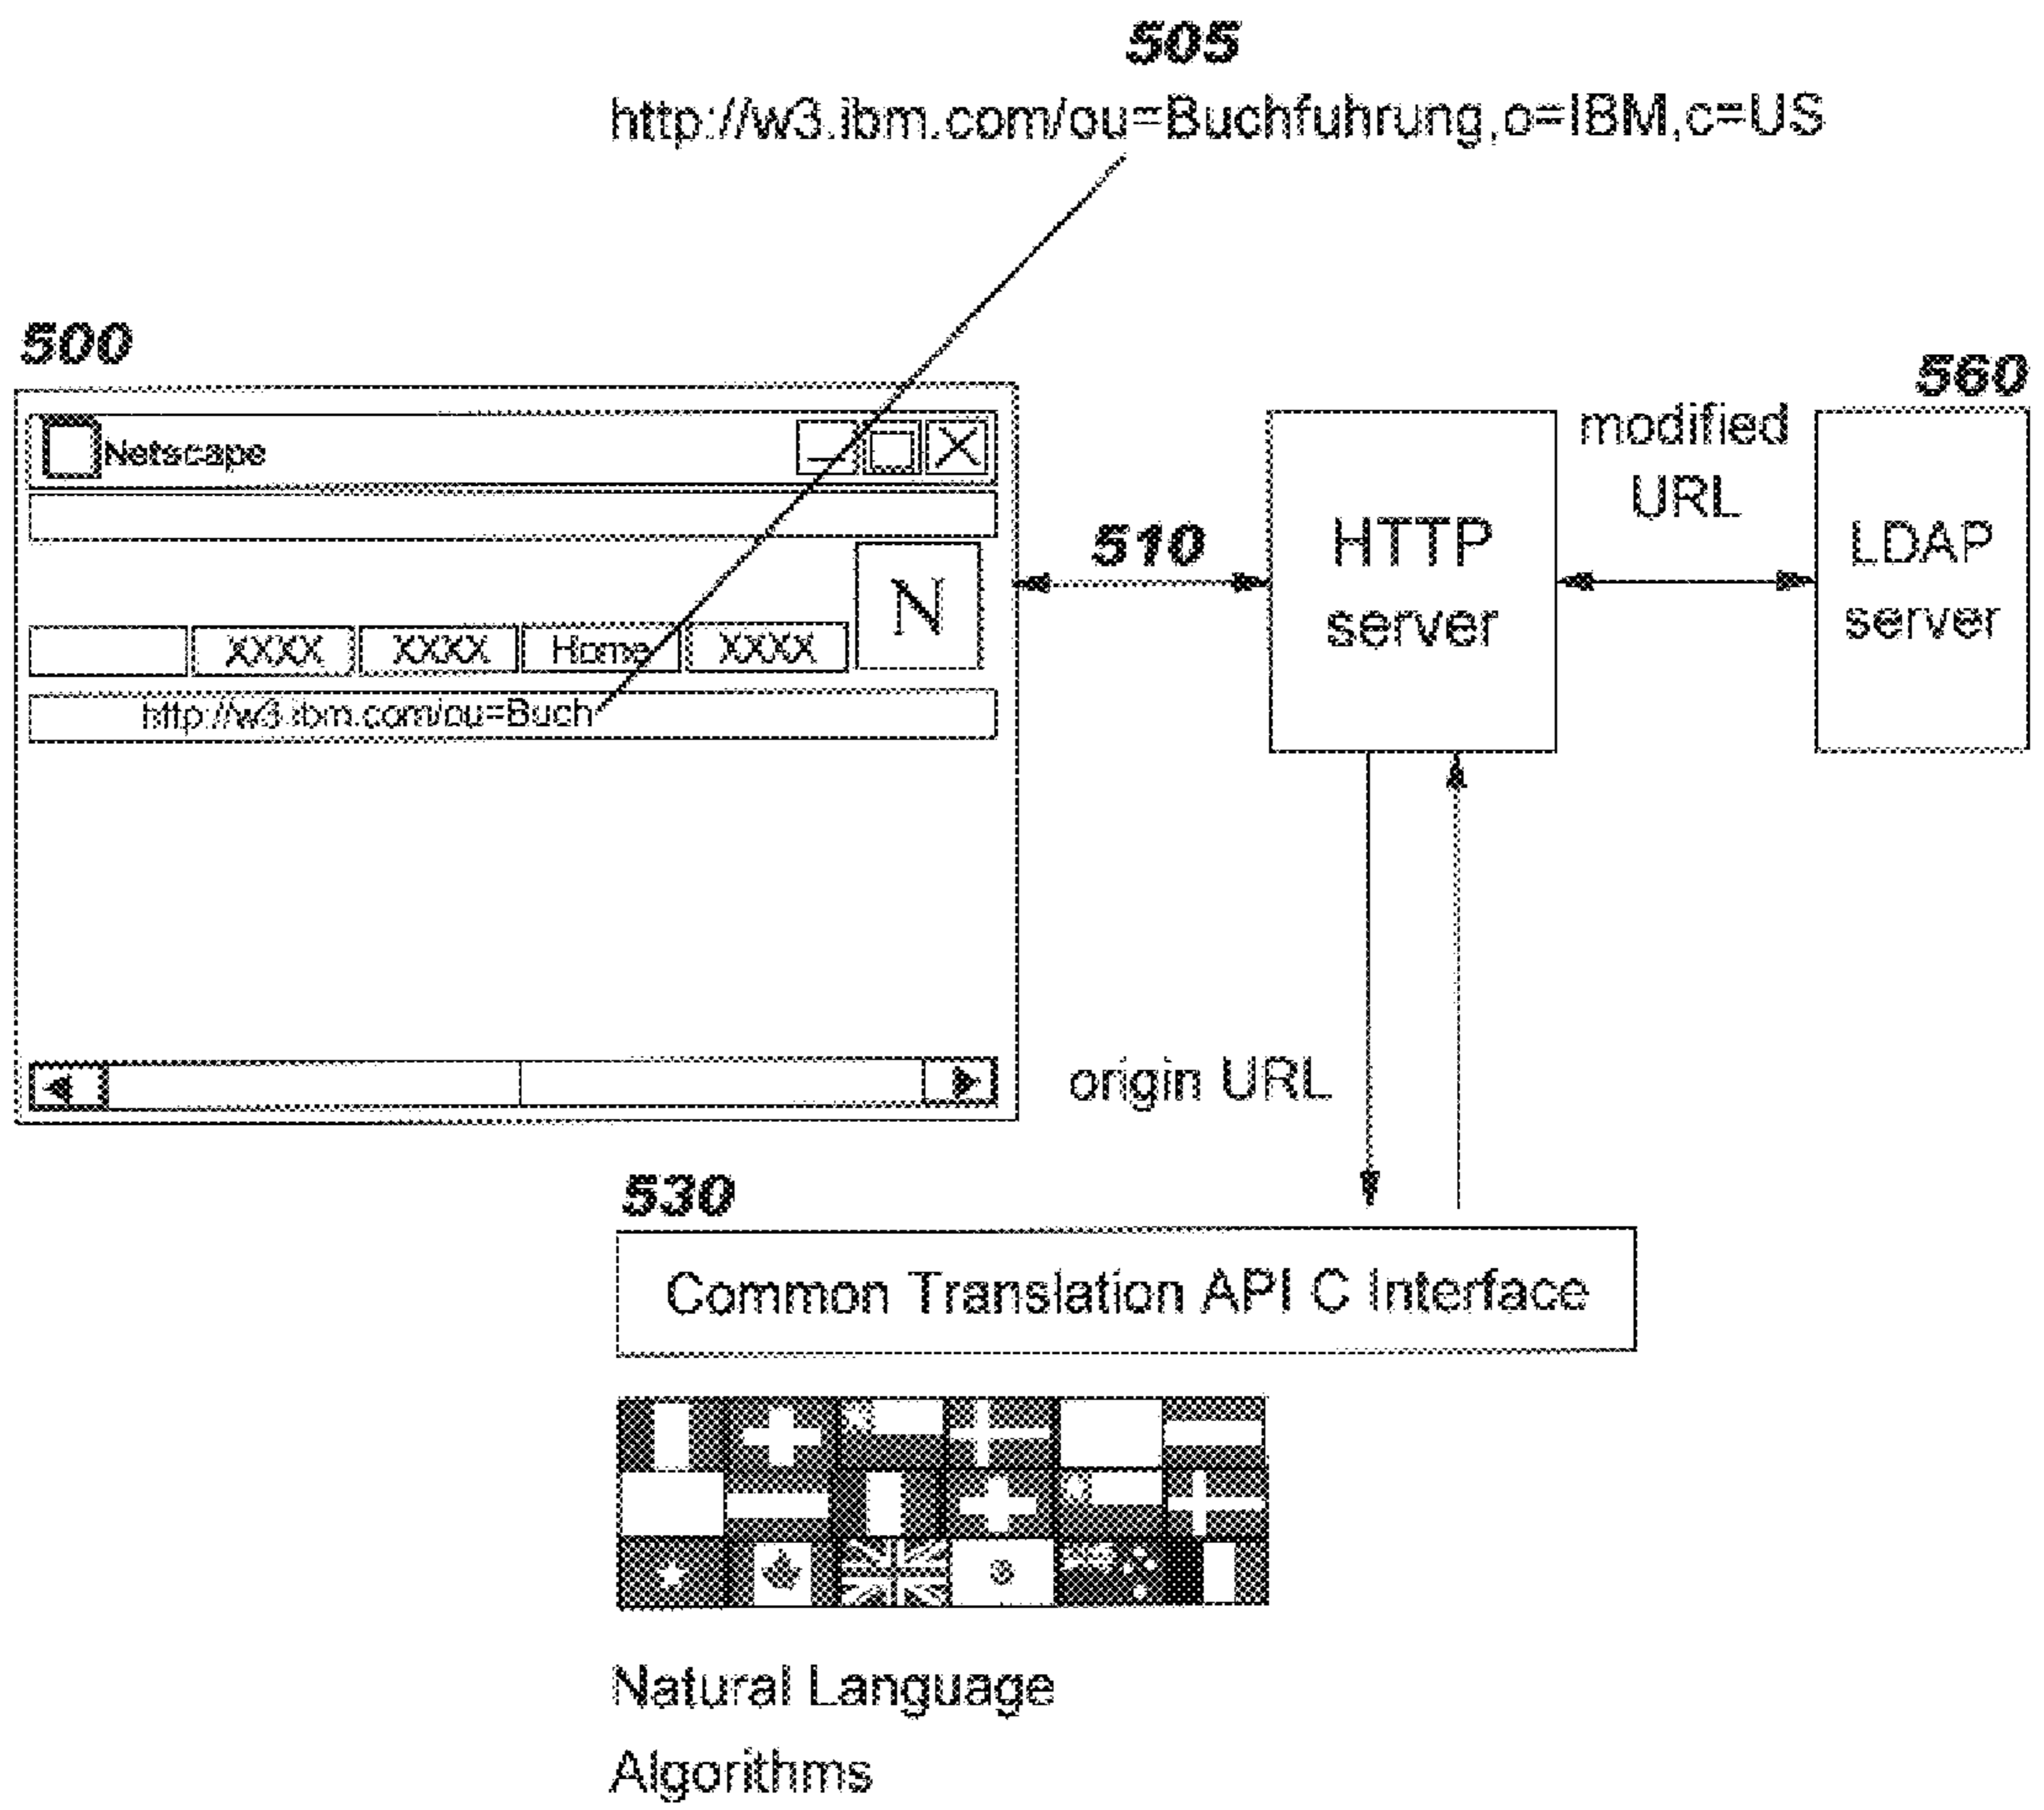 505
http://w3.ibm.com/ou=Buchfuhrung,o=IBM,c=US
500
560
Netscape
modified
URL
510
HTTP
server
LDAP
server
N
XXXX
XXXX
Home
XXXX
http://w3.ibm.com/ou=Buch
origin URL
530
Common Translation API C Interface
Natural Language
Algorithms